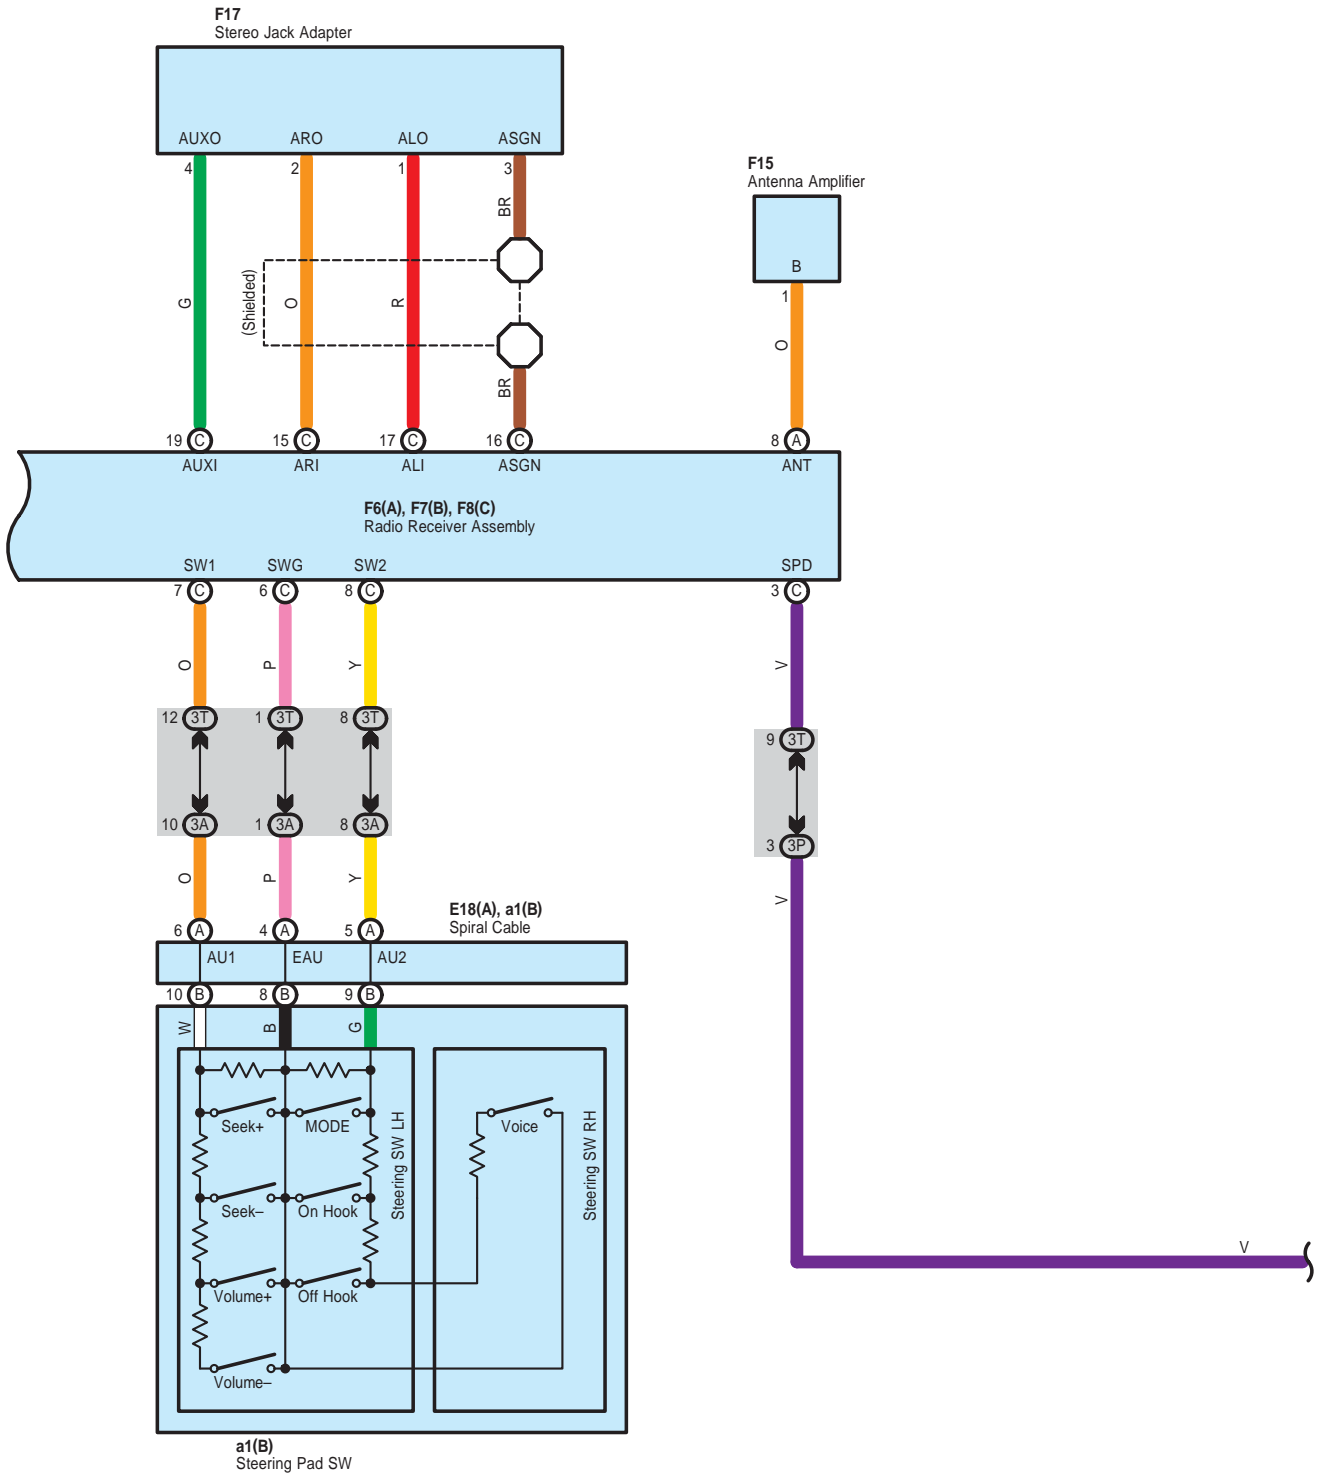 F17
Stereo Jack Adapter
AUXO ARO ALO ASGN
4 2 1 3
F15
Antenna Amplifier
BR
B
1
G (Shielded) O R O
BR
19 C 15 C 17 C 16 C 8 A
AUXI ARI ALI ASGN ANT
F6(A), F7(B), F8(C)
Radio Receiver Assembly
SW1 SWG SW2 SPD
7 C 6 C 8 C 3 C
O P Y V
12 3T 1 3T 8 3T
9 3T
10 3A 1 3A 8 3A
3 3P
O P Y V
E18(A), a1(B)
Spiral Cable
6 A 4 A 5 A
AU1 EAU AU2
10 B 8 B 9 B
W B G
Seek+ MODE Voice
Steering SW LH
Steering SW RH
Seek– On Hook
V
Volume+ Off Hook
Volume–
a1(B)
Steering Pad SW